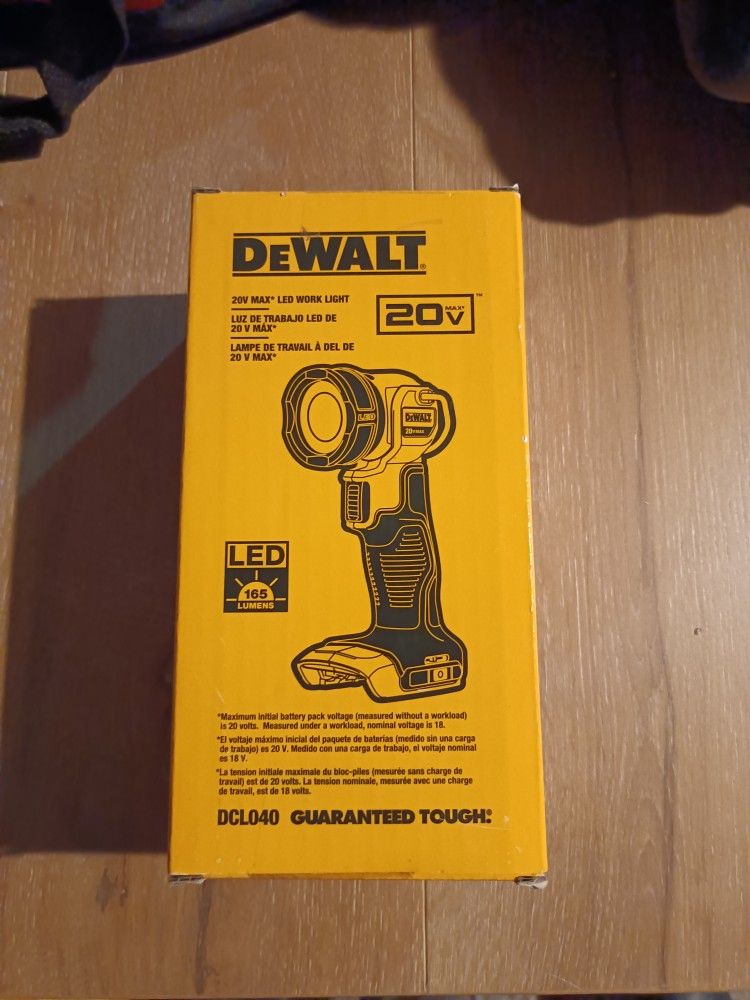 DEWALT®
20V MAX* LED WORK LIGHT
LUZ DE TRABAJO LED DE
20 V MÁX*
LAMPE DE TRAVAIL À DEL DE
20 V MAX*
20V MAX* ™
LED
DEWALT
20V MAX
LED
165
LUMENS
*Maximum initial battery pack voltage (measured without a workload)
is 20 volts. Measured under a workload, nominal voltage is 18.
*El voltaje máximo inicial del paquete de baterías (medido sin una carga
de trabajo) es 20 V. Medido con una carga de trabajo, el voltaje nominal
es 18 V.
*La tension initiale maximale du bloc-piles (mesurée sans charge de
travail) est de 20 volts. La tension nominale, mesurée avec une charge
de travail, est de 18 volts.
DCL040 GUARANTEED TOUGH.®